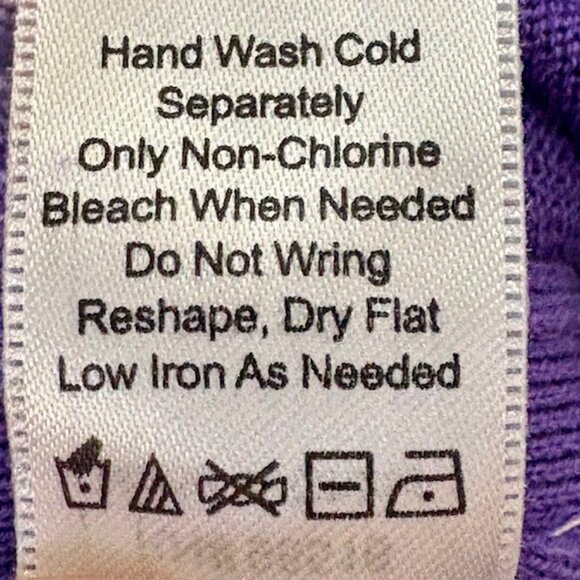 Hand Wash Cold
Separately
Only Non-Chlorine
Bleach When Needed
Do Not Wring
Reshape, Dry Flat
Low Iron As Needed